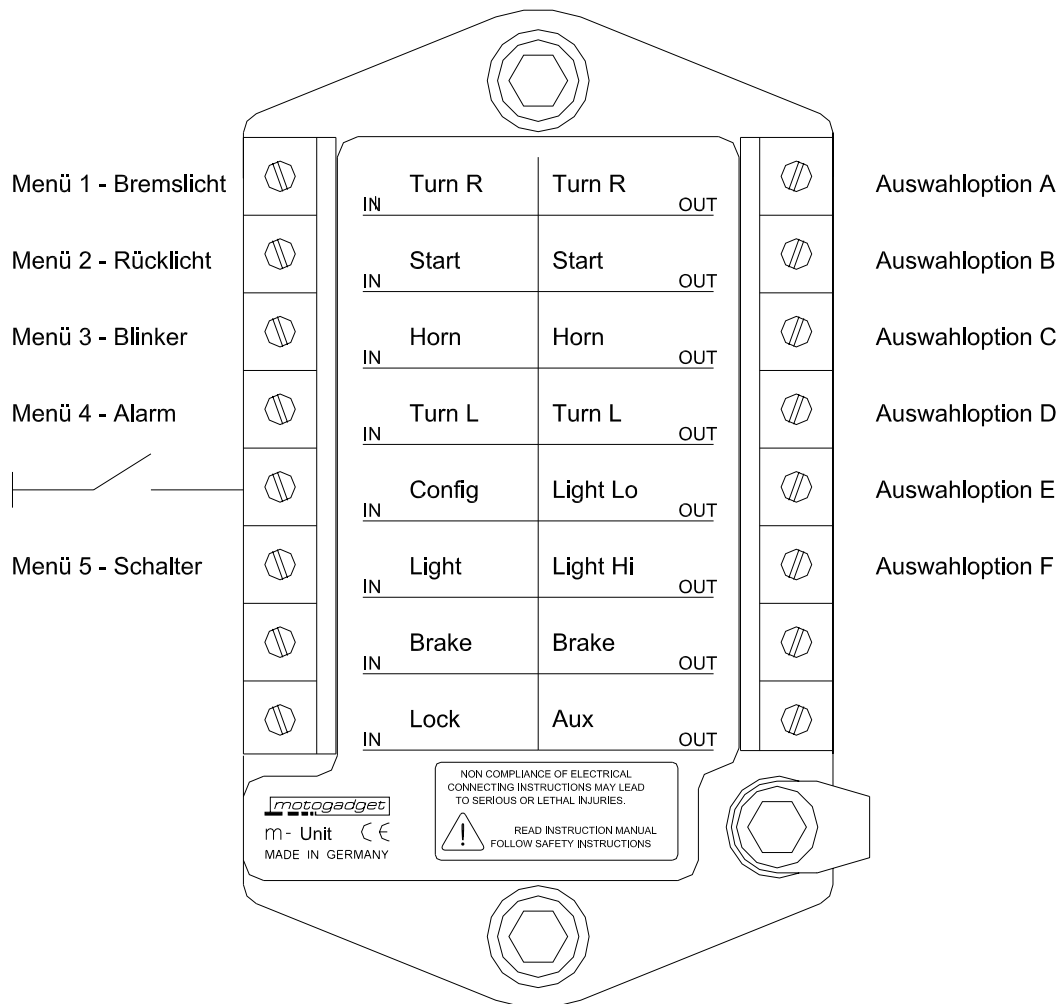 Menü 1 - Bremslicht
IN Turn R Turn R OUT
Auswahloption A
Menü 2 - Rücklicht
IN Start Start OUT
Auswahloption B
Menü 3 - Blinker
IN Horn Horn OUT
Auswahloption C
Menü 4 - Alarm
IN Turn L Turn L OUT
Auswahloption D
IN Config Light Lo OUT
Auswahloption E
Menü 5 - Schalter
IN Light Light Hi OUT
Auswahloption F
IN Brake Brake OUT
IN Lock Aux OUT
motogadget
m- Unit CE
MADE IN GERMANY
NON COMPLIANCE OF ELECTRICAL
CONNECTING INSTRUCTIONS MAY LEAD
TO SERIOUS OR LETHAL INJURIES.
!
READ INSTRUCTION MANUAL
FOLLOW SAFETY INSTRUCTIONS